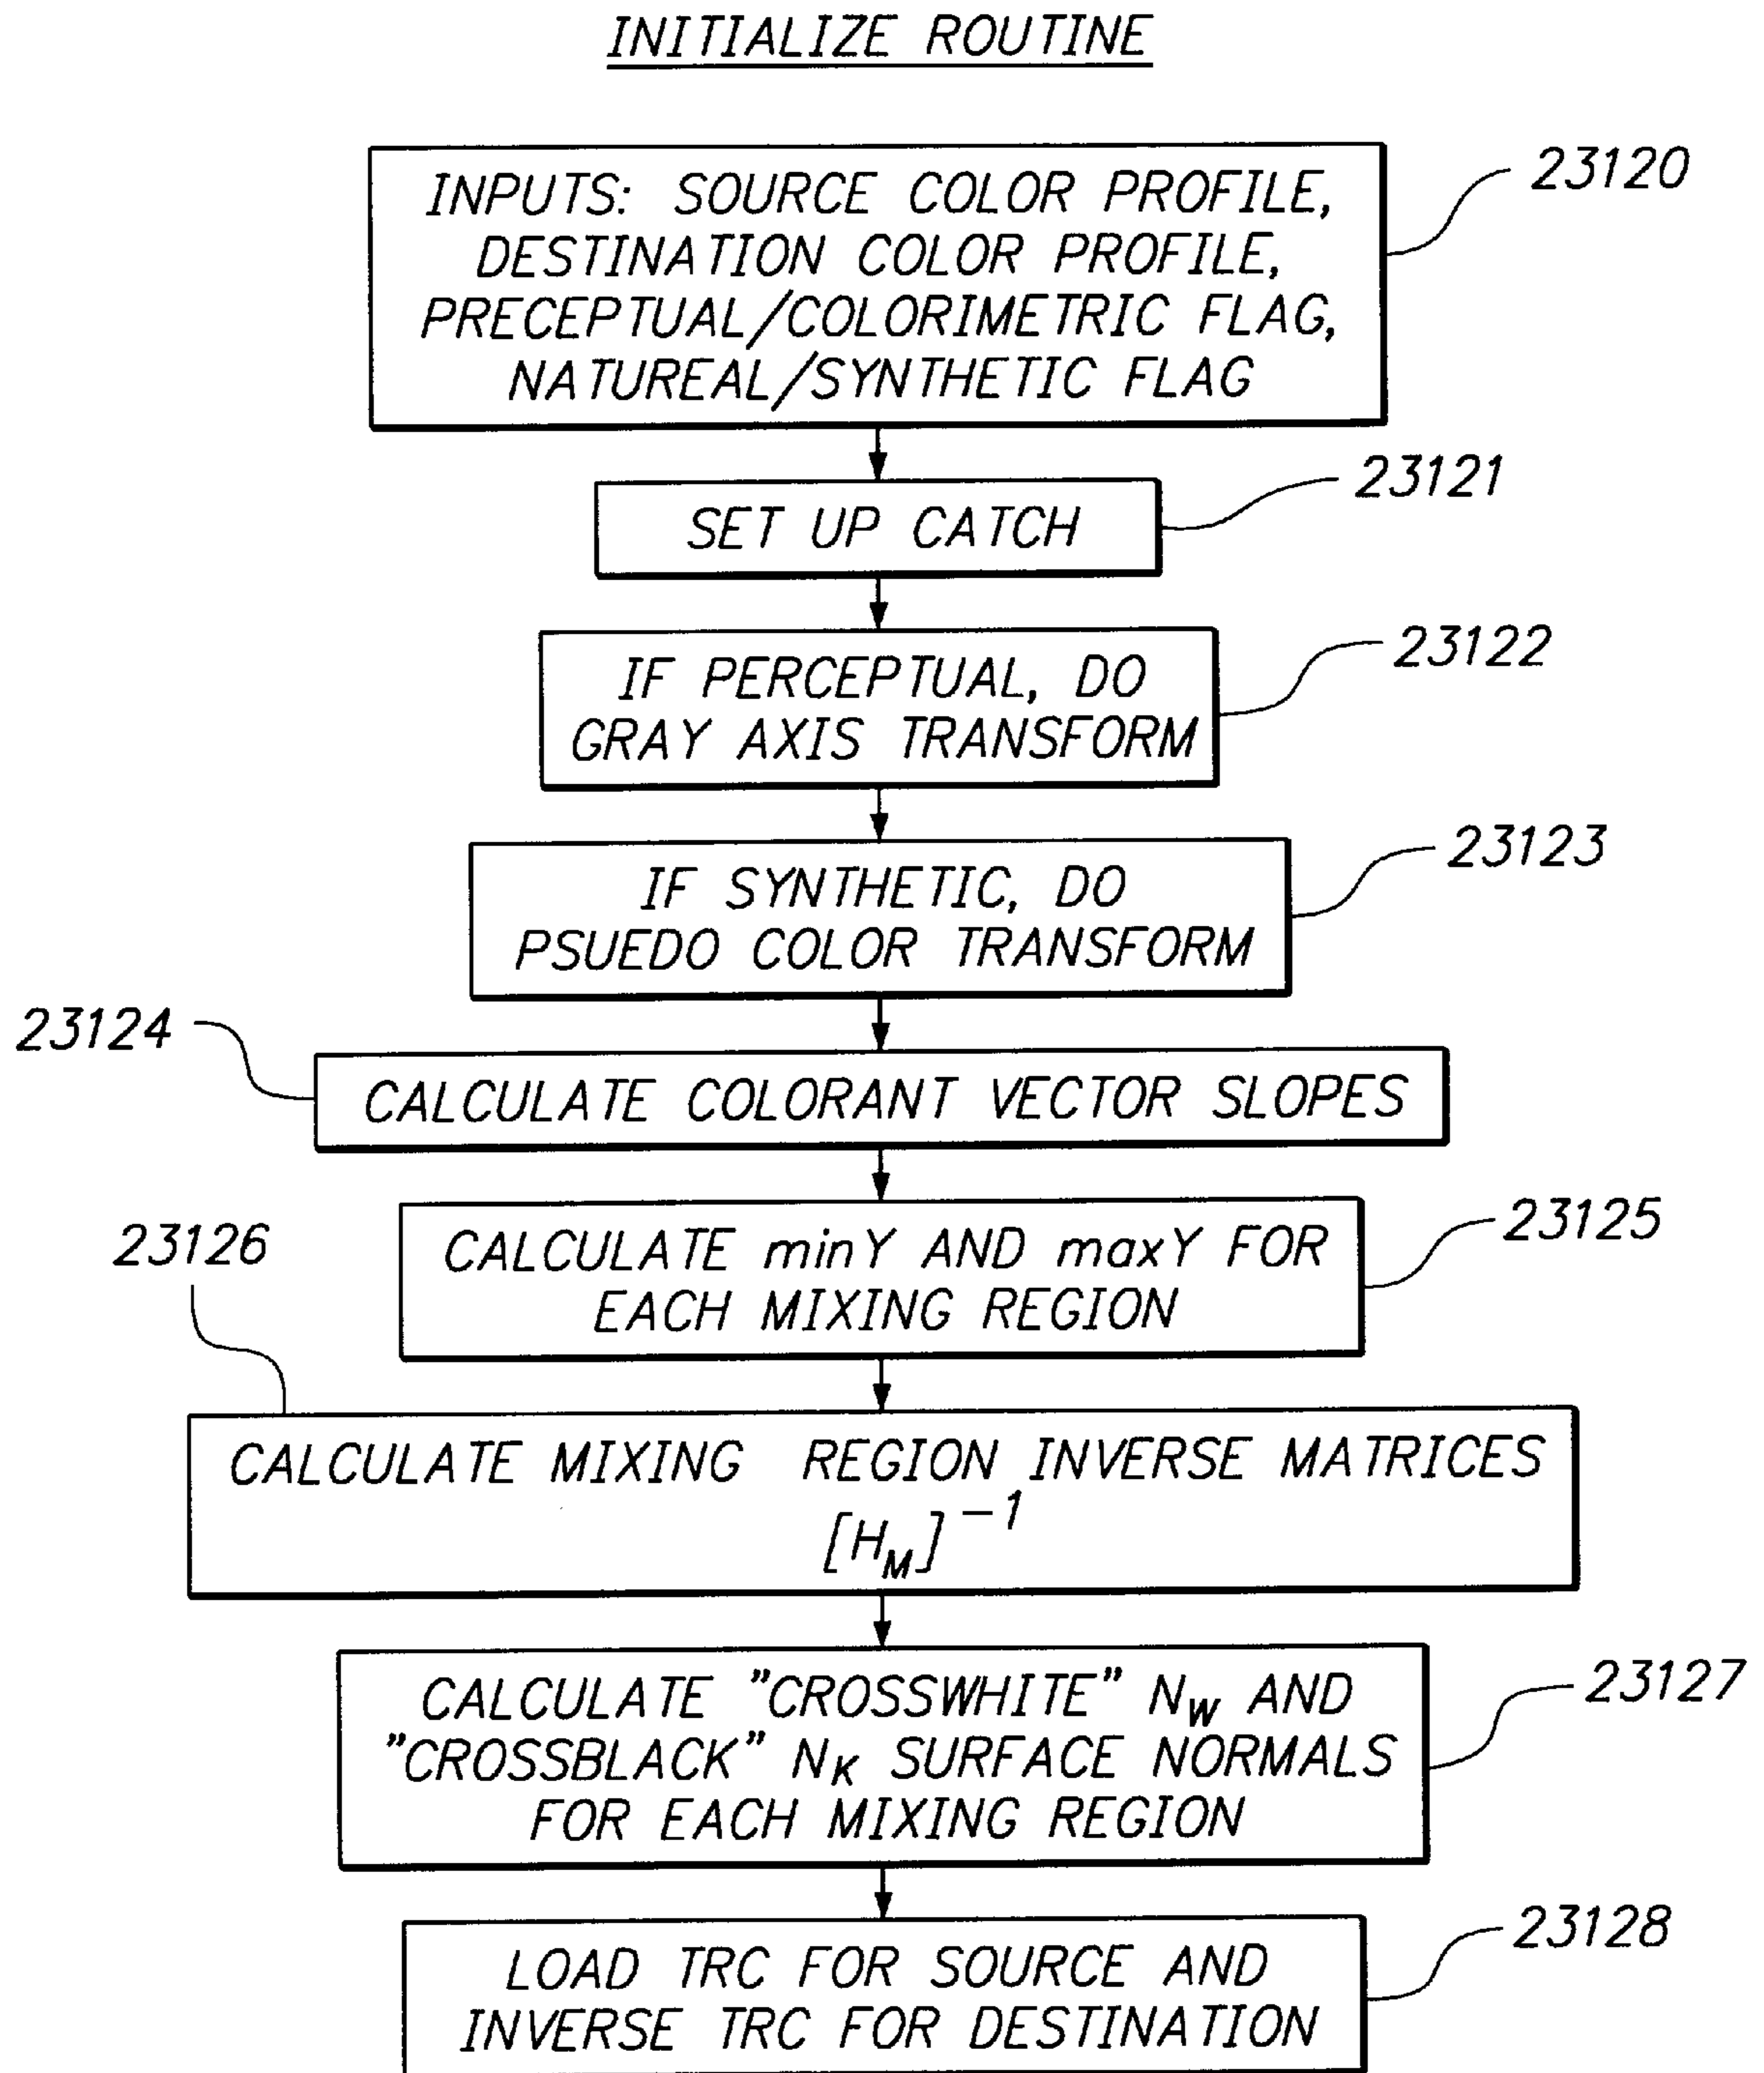 INITIALIZE ROUTINE
INPUTS: SOURCE COLOR PROFILE,
DESTINATION COLOR PROFILE,
PRECEPTUAL/COLORIMETRIC FLAG,
NATUREAL/SYNTHETIC FLAG
23120
SET UP CATCH
23121
IF PERCEPTUAL, DO
GRAY AXIS TRANSFORM
23122
IF SYNTHETIC, DO
PSUEDO COLOR TRANSFORM
23123
23124
CALCULATE COLORANT VECTOR SLOPES
CALCULATE minY AND maxY FOR
EACH MIXING REGION
23125
23126
CALCULATE MIXING REGION INVERSE MATRICES
[H_M]^-1
CALCULATE "CROSSWHITE" N_W AND
"CROSSBLACK" N_K SURFACE NORMALS
FOR EACH MIXING REGION
23127
LOAD TRC FOR SOURCE AND
INVERSE TRC FOR DESTINATION
23128